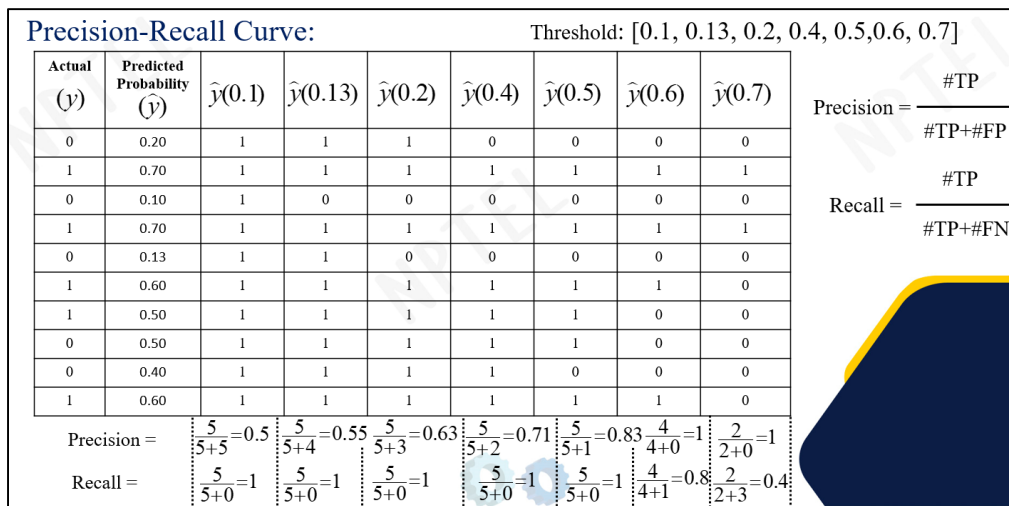 Precision-Recall Curve:
Threshold: [0.1, 0.13, 0.2, 0.4, 0.5,0.6, 0.7]
Actual (y) Predicted Probability (ŷ) ŷ(0.1) ŷ(0.13) ŷ(0.2) ŷ(0.4) ŷ(0.5) ŷ(0.6) ŷ(0.7)
0 0.20 1 1 1 0 0 0 0
1 0.70 1 1 1 1 1 1 1
0 0.10 1 0 0 0 0 0 0
1 0.70 1 1 1 1 1 1 1
0 0.13 1 1 0 0 0 0 0
1 0.60 1 1 1 1 1 1 0
1 0.50 1 1 1 1 1 0 0
0 0.50 1 1 1 1 1 0 0
0 0.40 1 1 1 1 0 0 0
1 0.60 1 1 1 1 1 1 0
Precision = 5/5+5=0.5 5/5+4=0.55 5/5+3=0.63 5/5+2=0.71 5/5+1=0.83 4/4+0=1 2/2+0=1
Recall = 5/5+0=1 5/5+0=1 5/5+0=1 5/5+0=1 5/5+0=1 4/4+1=0.8 2/2+3=0.4
Precision = #TP/#TP+#FP
Recall = #TP/#TP+#FN
NPTEL
NPTEL
NPTEL